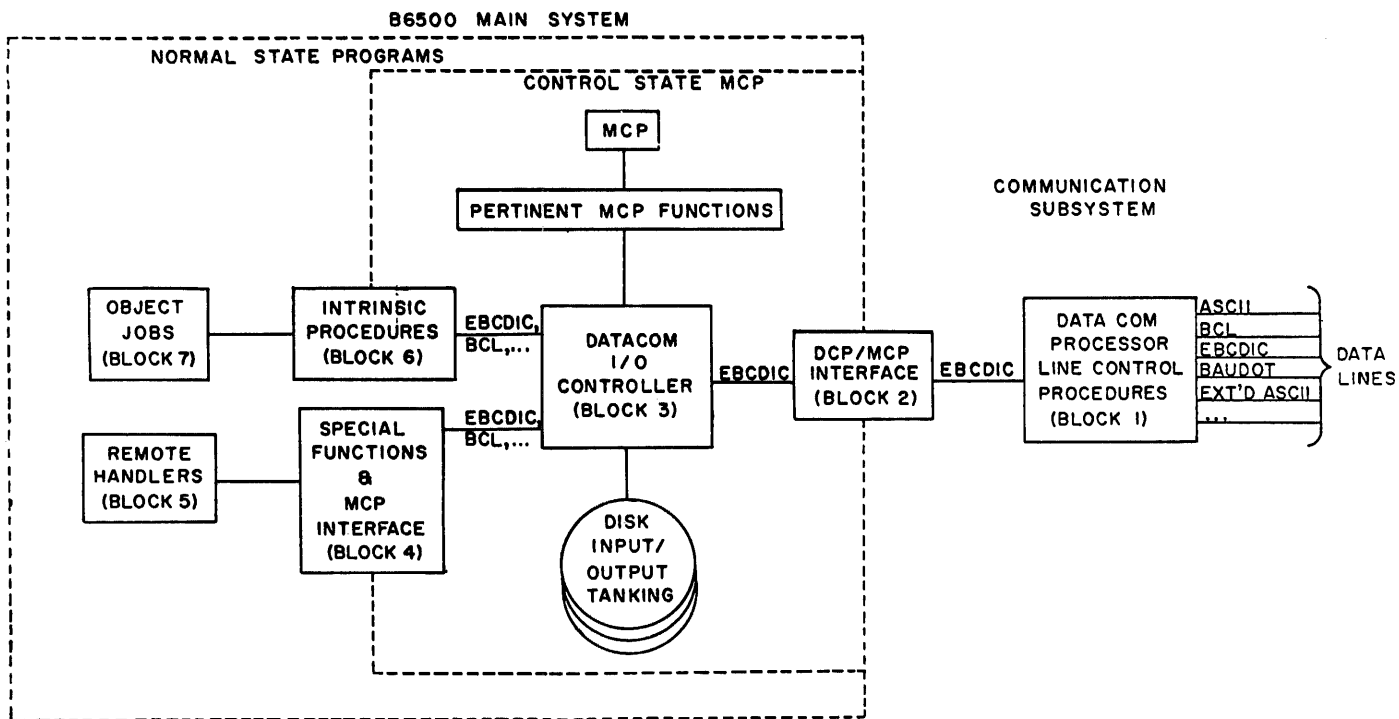 B6500 MAIN SYSTEM
NORMAL STATE PROGRAMS
CONTROL STATE MCP
MCP
PERTINENT MCP FUNCTIONS
COMMUNICATION
SUBSYSTEM
OBJECT
JOBS
(BLOCK 7)
INTRINSIC
PROCEDURES
(BLOCK 6)
EBCDIC,
BCL,...
DATACOM
I/O
CONTROLLER
(BLOCK 3)
EBCDIC
DCP/MCP
INTERFACE
(BLOCK 2)
EBCDIC
DATA COM
PROCESSOR
LINE CONTROL
PROCEDURES
(BLOCK 1)
ASCII
BCL
EBCDIC
BAUDOT
EXT'D ASCII
...
DATA
LINES
REMOTE
HANDLERS
(BLOCK 5)
SPECIAL
FUNCTIONS
&
MCP
INTERFACE
(BLOCK 4)
EBCDIC,
BCL,...
DISK
INPUT/
OUTPUT
TANKING